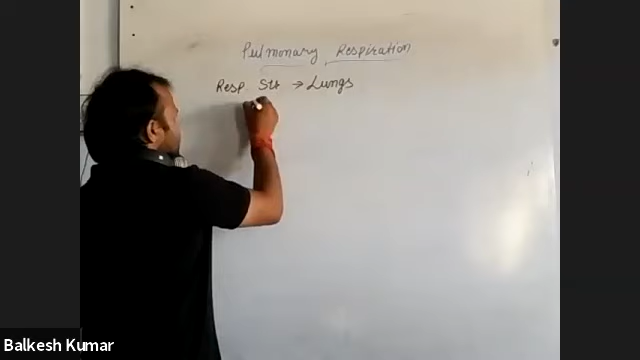 Pulmonary Respiration
Resp. Str → Lungs
Balkesh Kumar